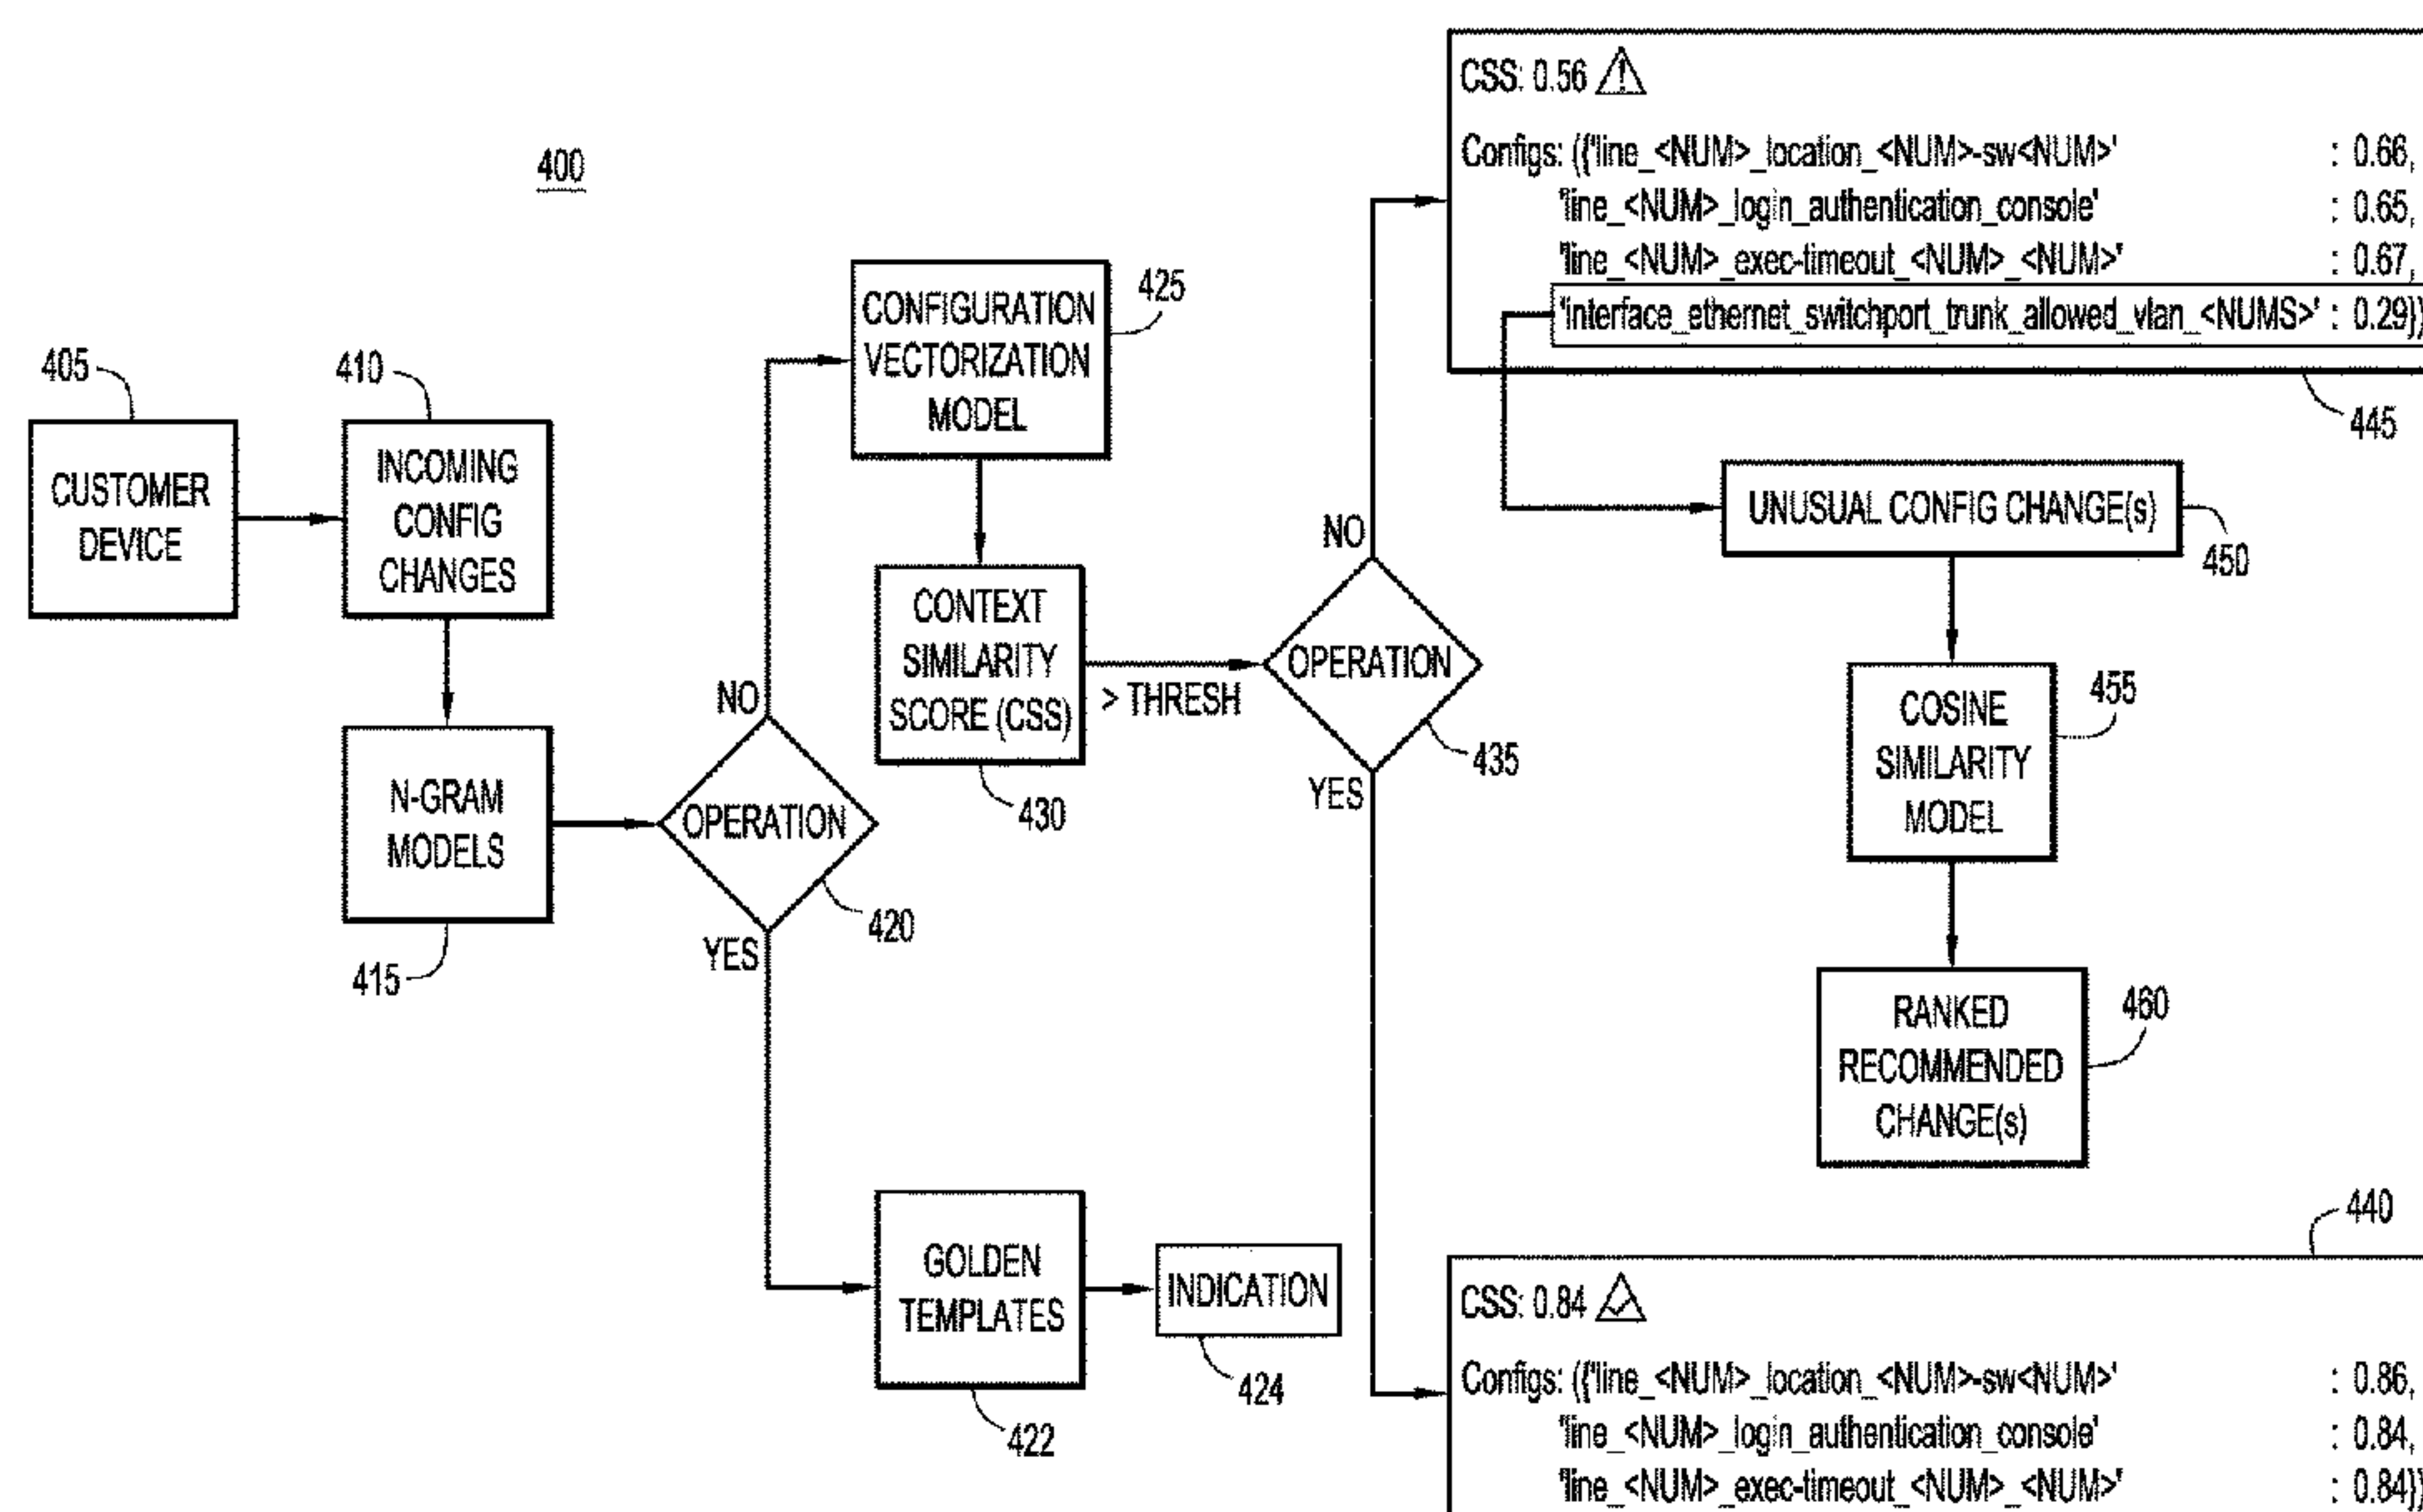 400
405
CUSTOMER
DEVICE
410
INCOMING
CONFIG
CHANGES
N-GRAM
MODELS
415
NO
OPERATION
YES
420
CONFIGURATION
VECTORIZATION
MODEL
425
CONTEXT
SIMILARITY
SCORE (CSS)
430
> THRESH
GOLDEN
TEMPLATES
422
INDICATION
424
NO
OPERATION
YES
435
CSS: 0.56
Configs: ({'line_<NUM>_location_<NUM>-sw<NUM>' : 0.66,
'line_<NUM>_login_authentication_console' : 0.65,
'line_<NUM>_exec-timeout_<NUM>_<NUM>' : 0.67,
'interface_ethernet_switchport_trunk_allowed_vlan_<NUMS>' : 0.29})
445
UNUSUAL CONFIG CHANGE(s)
450
COSINE
SIMILARITY
MODEL
455
RANKED
RECOMMENDED
CHANGE(s)
460
440
CSS: 0.84
Configs: ({'line_<NUM>_location_<NUM>-sw<NUM>' : 0.86,
'line_<NUM>_login_authentication_console' : 0.84,
'line_<NUM>_exec-timeout_<NUM>_<NUM>' : 0.84})